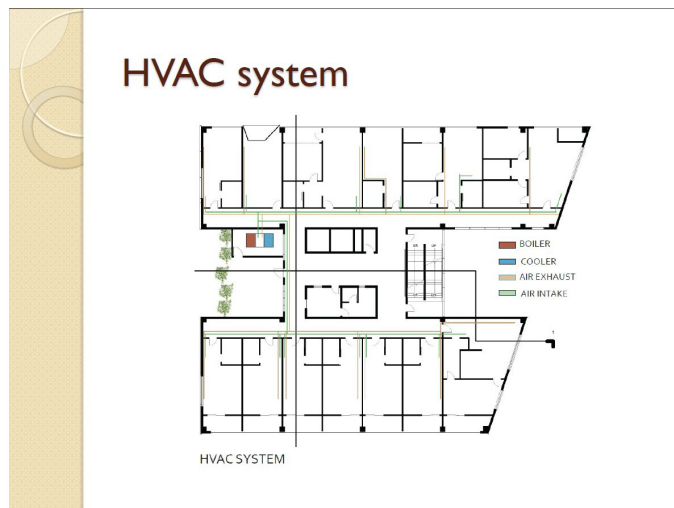 HVAC system
BOILER
COOLER
AIR EXHAUST
AIR INTAKE
HVAC SYSTEM